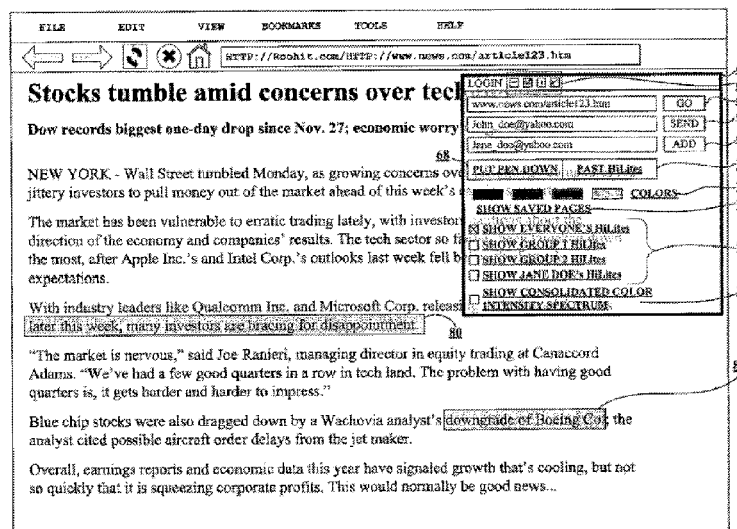 FILE EDIT VIEW BOOKMARKS TOOLS HELP
HTTP://Roohit.com/HTTP://www.news.com/article123.htm
Stocks tumble amid concerns over tec
Dow records biggest one-day drop since Nov. 27; economic worry
LOGIN
www.news.com/article123.htm GO
John_doe@yahoo.com SEND
Jane_doe@yahoo.com ADD
68
PUT PEN DOWN PAST HiLites
COLORS
SHOW SAVED PAGES
SHOW EVERYONE'S HiLites
SHOW GROUP 1 HiLites
SHOW GROUP 2 HiLites
SHOW JANE DOE's HiLites
SHOW CONSOLIDATED COLOR
INTENSITY SPECTRUM
NEW YORK - Wall Street tumbled Monday, as growing concerns ov
jittery investors to pull money out of the market ahead of this week's
The market has been vulnerable to erratic trading lately, with investor
direction of the economy and companies' results. The tech sector so fa
the most, after Apple Inc.'s and Intel Corp.'s outlooks last week fell b
expectations.
With industry leaders like Qualcomm Inc. and Microsoft Corp. releasi
later this week, many investors are bracing for disappointment.
80
"The market is nervous," said Joe Ranieri, managing director in equity trading at Canaccord
Adams. "We've had a few good quarters in a row in tech land. The problem with having good
quarters is, it gets harder and harder to impress."
Blue chip stocks were also dragged down by a Wachovia analyst's downgrade of Boeing Co.; the
analyst cited possible aircraft order delays from the jet maker.
Overall, earnings reports and economic data this year have signaled growth that's cooling, but not
so quickly that it is squeezing corporate profits. This would normally be good news...